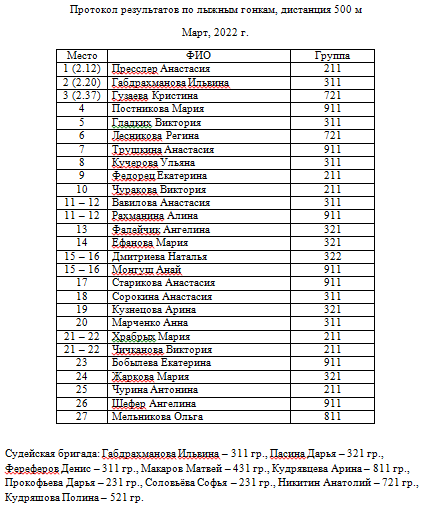 Протокол результатов по лыжным гонкам, дистанция 500 м
Март, 2022 г.
Место ФИО Группа
1 (2.12) Пресслер Анастасия 211
2 (2.20) Габдрахманова Ильвина 311
3 (2.37) Гузаева Кристина 721
4 Постникова Мария 911
5 Гладких Виктория 311
6 Лесникова Регина 721
7 Трушкина Анастасия 911
8 Кучерова Ульяна 311
9 Федорец Екатерина 211
10 Чуракова Виктория 211
11 – 12 Вавилова Анастасия 311
11 – 12 Рахманина Алина 911
13 Фалейчик Ангелина 321
14 Ефанова Мария 321
15 – 16 Дмитриева Наталья 322
15 – 16 Монгуш Анай 911
17 Старикова Анастасия 911
18 Сорокина Анастасия 311
19 Кузнецова Арина 321
20 Марченко Анна 311
21 – 22 Храбрых Мария 211
21 – 22 Чичканова Виктория 211
23 Бобылева Екатерина 911
24 Жаркова Мария 321
25 Чурина Антонина 211
26 Шефер Ангелина 911
27 Мельникова Ольга 811
Судейская бригада: Габдрахманова Ильвина – 311 гр., Пасина Дарья – 321 гр.,
Фереферов Денис – 311 гр., Макаров Матвей – 431 гр., Кудрявцева Арина – 811 гр.,
Прокофьева Дарья – 231 гр., Соловьёва Софья – 231 гр., Никитин Анатолий – 721 гр.,
Кудряшова Полина – 521 гр.